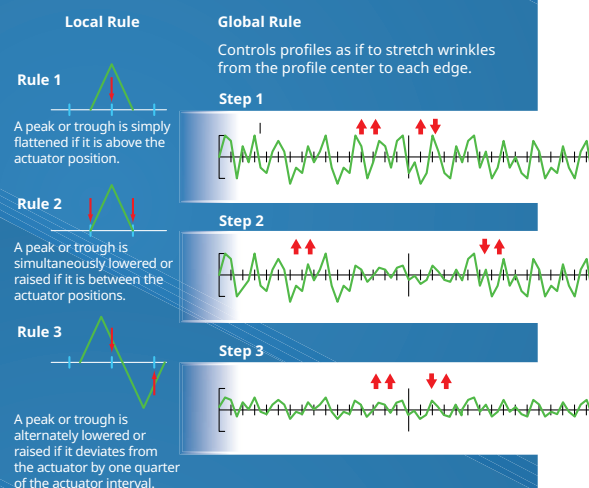 Local Rule
Rule 1
A peak or trough is simply
flattened if it is above the
actuator position.
Rule 2
A peak or trough is
simultaneously lowered or
raised if it is between the
actuator positions.
Rule 3
A peak or trough is
alternately lowered or
raised if it deviates from
the actuator by one quarter
of the actuator interval.
Global Rule
Controls profiles as if to stretch wrinkles
from the profile center to each edge.
Step 1
Step 2
Step 3